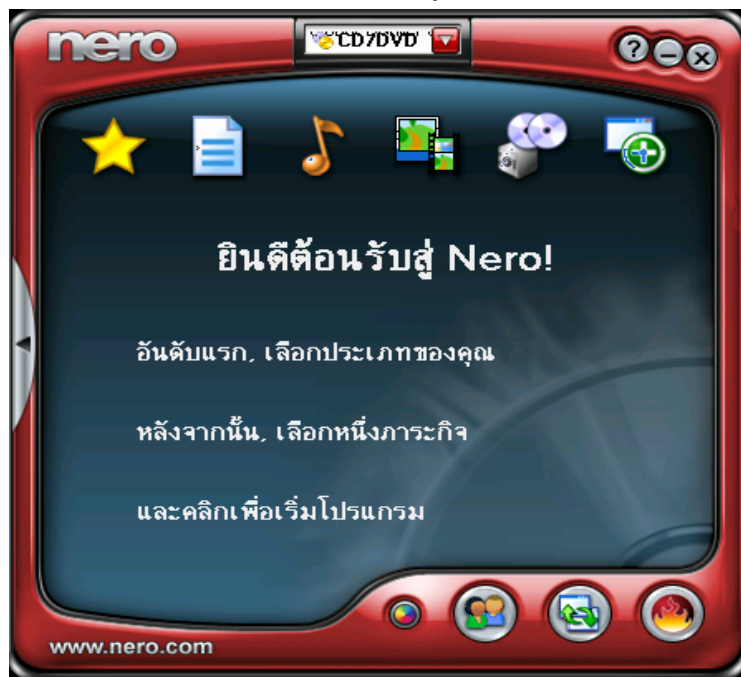 nero
CD/DVD
ยินดีต้อนรับสู่ Nero!
อันดับแรก, เลือกประเภทของคุณ
หลังจากนั้น, เลือกหนึ่งภาระกิจ
และคลิกเพื่อเริ่มโปรแกรม
www.nero.com